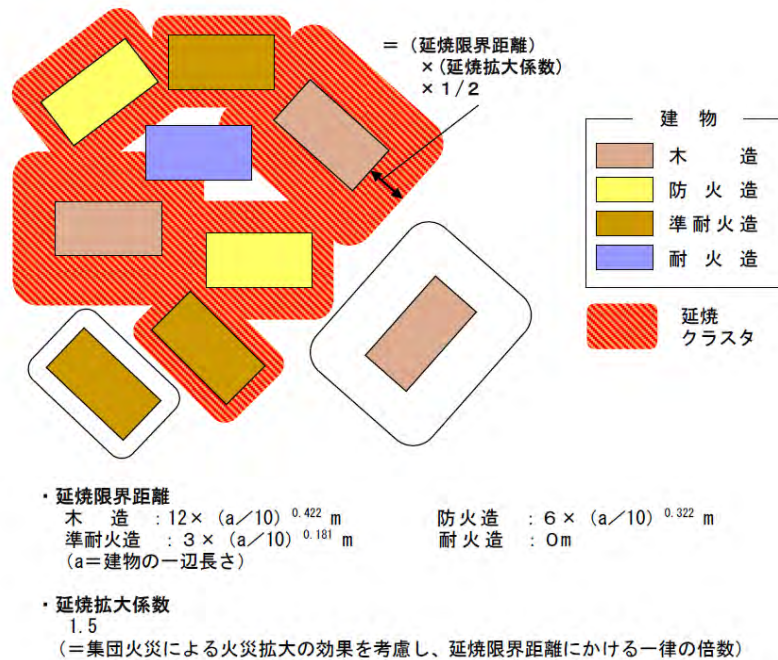 ＝（延焼限界距離）
×（延焼拡大係数）
×１/２
建　物
木　　造
防 火 造
準 耐 火 造
耐 火 造
延焼
クラスタ
・延焼限界距離
木　造　：12×（a／10）0.422 m　　防火造　：６×（a／10）0.322 m
準耐火造　：３×（a／10）0.181 m　　耐火造　：０m
（a＝建物の一辺長さ）
・延焼拡大係数
1.5
（＝集団火災による火災拡大の効果を考慮し、延焼限界距離にかける一律の倍数）